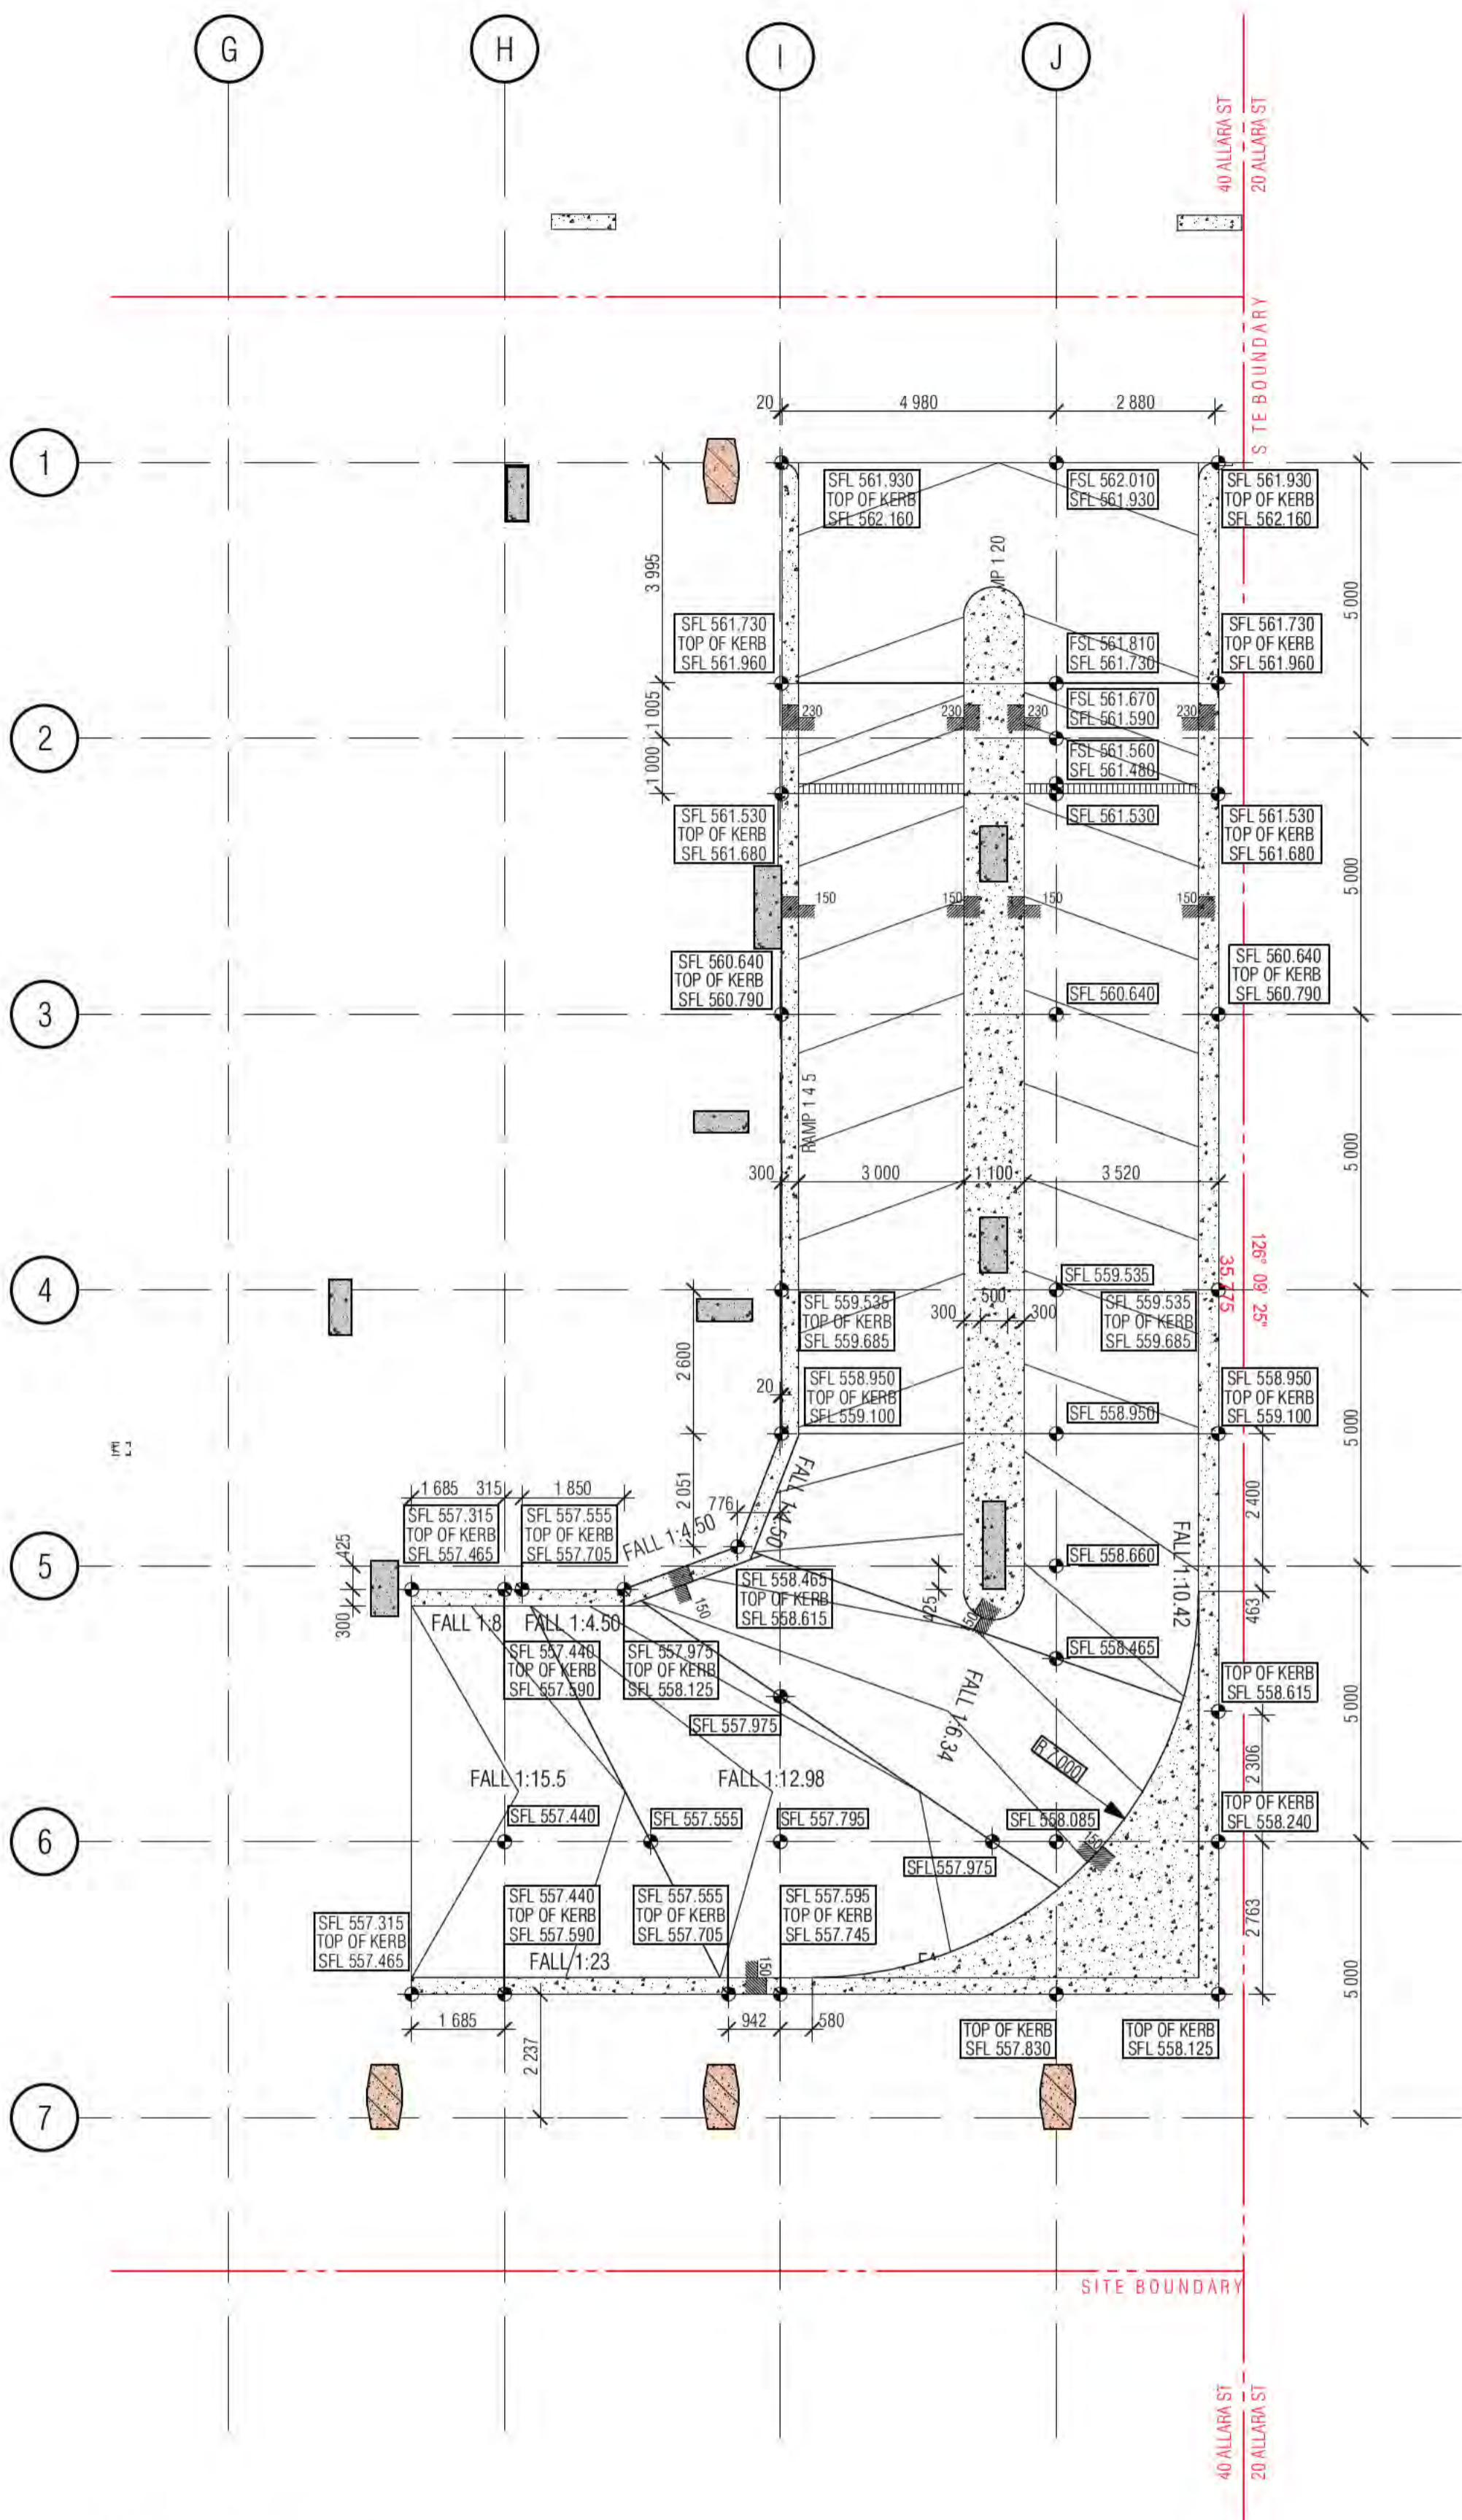 G
H
I
J
40 ALLARA ST
20 ALLARA ST
S TE BOUNDARY
20
4 980
2 880
1
SFL 561.930
TOP OF KERB
SFL 562.160
FSL 562.010
SFL 561.930
SFL 561.930
TOP OF KERB
SFL 562.160
3 995
MP 1 20
5 000
SFL 561.730
TOP OF KERB
SFL 561.960
FSL 561.810
SFL 561.730
SFL 561.730
TOP OF KERB
SFL 561.960
1 005
FSL 561.670
SFL 561.590
230
230
230
230
2
1 000
FSL 561.560
SFL 561.480
SFL 561.530
TOP OF KERB
SFL 561.680
SFL 561.530
SFL 561.530
TOP OF KERB
SFL 561.680
5 000
150
150
150
150
SFL 560.640
TOP OF KERB
SFL 560.790
SFL 560.640
SFL 560.640
TOP OF KERB
SFL 560.790
3
RAMP 1 4 5
5 000
300
3 000
1 100
3 520
126° 09' 25"
35.775
4
SFL 559.535
SFL 559.535
TOP OF KERB
SFL 559.685
500
300
300
SFL 559.535
TOP OF KERB
SFL 559.685
2 600
20
SFL 558.950
TOP OF KERB
SFL 559.100
SFL 558.950
SFL 558.950
TOP OF KERB
SFL 559.100
5 000
2 051
FALL 1:4.50
2 400
1 685
315
1 850
776
SFL 557.315
TOP OF KERB
SFL 557.465
SFL 557.555
TOP OF KERB
SFL 557.705
FALL 1:4.50
425
5
SFL 558.660
FALL 1:10.42
SFL 558.465
TOP OF KERB
SFL 558.615
150
425
150
463
300
FALL 1:8
FALL 1:4.50
SFL 557.440
TOP OF KERB
SFL 557.590
SFL 557.975
TOP OF KERB
SFL 558.125
SFL 558.465
TOP OF KERB
SFL 558.615
5 000
SFL 557.975
FALL 1:6.34
R 7 000
2 306
FALL 1:15.5
FALL 1:12.98
SFL 557.440
SFL 557.555
SFL 557.795
SFL 558.085
TOP OF KERB
SFL 558.240
6
150
SFL 557.975
SFL 557.440
TOP OF KERB
SFL 557.590
SFL 557.555
TOP OF KERB
SFL 557.705
SFL 557.595
TOP OF KERB
SFL 557.745
2 763
SFL 557.315
TOP OF KERB
SFL 557.465
FALL 1:23
150
5 000
1 685
2 237
942
580
TOP OF KERB
SFL 557.830
TOP OF KERB
SFL 558.125
7
SITE BOUNDARY
40 ALLARA ST
20 ALLARA ST